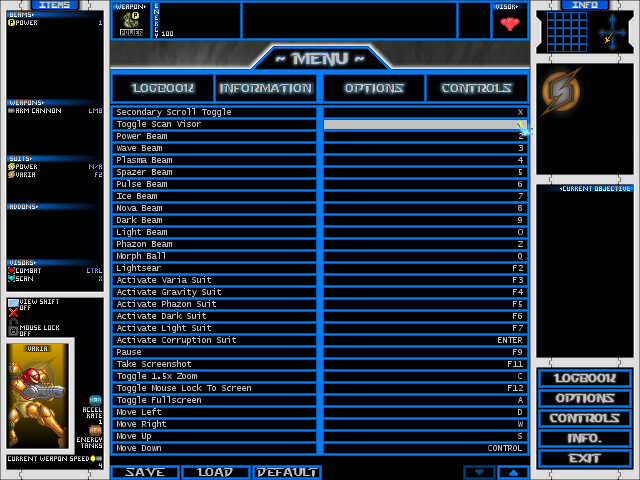 ITEMS
BEAMS
POWER 1
WEAPONS
ARM CANNON LMB
SUITS
POWER N/A
VARIA F2
ADDONS
VISORS
COMBAT CTRL
SCAN X
VIEW SHIFT
OFF
MOUSE LOCK
OFF
VARIA
ACCEL
RATE
1
ENERGY
TANKS
CURRENT WEAPON SPEED
4
WEAPON
POWER
ENERGY
100
VISOR
~ MENU ~
LOGBOOK INFORMATION OPTIONS CONTROLS
Secondary Scroll Toggle X
Toggle Scan Visor
Power Beam 2
Wave Beam 3
Plasma Beam 4
Spazer Beam 5
Pulse Beam 6
Ice Beam 7
Nova Beam 8
Dark Beam 9
Light Beam 0
Phazon Beam Z
Morph Ball Q
Lightsear F2
Activate Varia Suit F3
Activate Gravity Suit F4
Activate Phazon Suit F5
Activate Dark Suit F6
Activate Light Suit F7
Activate Corruption Suit ENTER
Pause F9
Take Screenshot F11
Toggle 1.5x Zoom C
Toggle Mouse Lock To Screen F12
Toggle Fullscreen A
Move Left D
Move Right W
Move Up S
Move Down CONTROL
SAVE LOAD DEFAULT
INFO
CURRENT OBJECTIVE
LOGBOOK
OPTIONS
CONTROLS
INFO.
EXIT